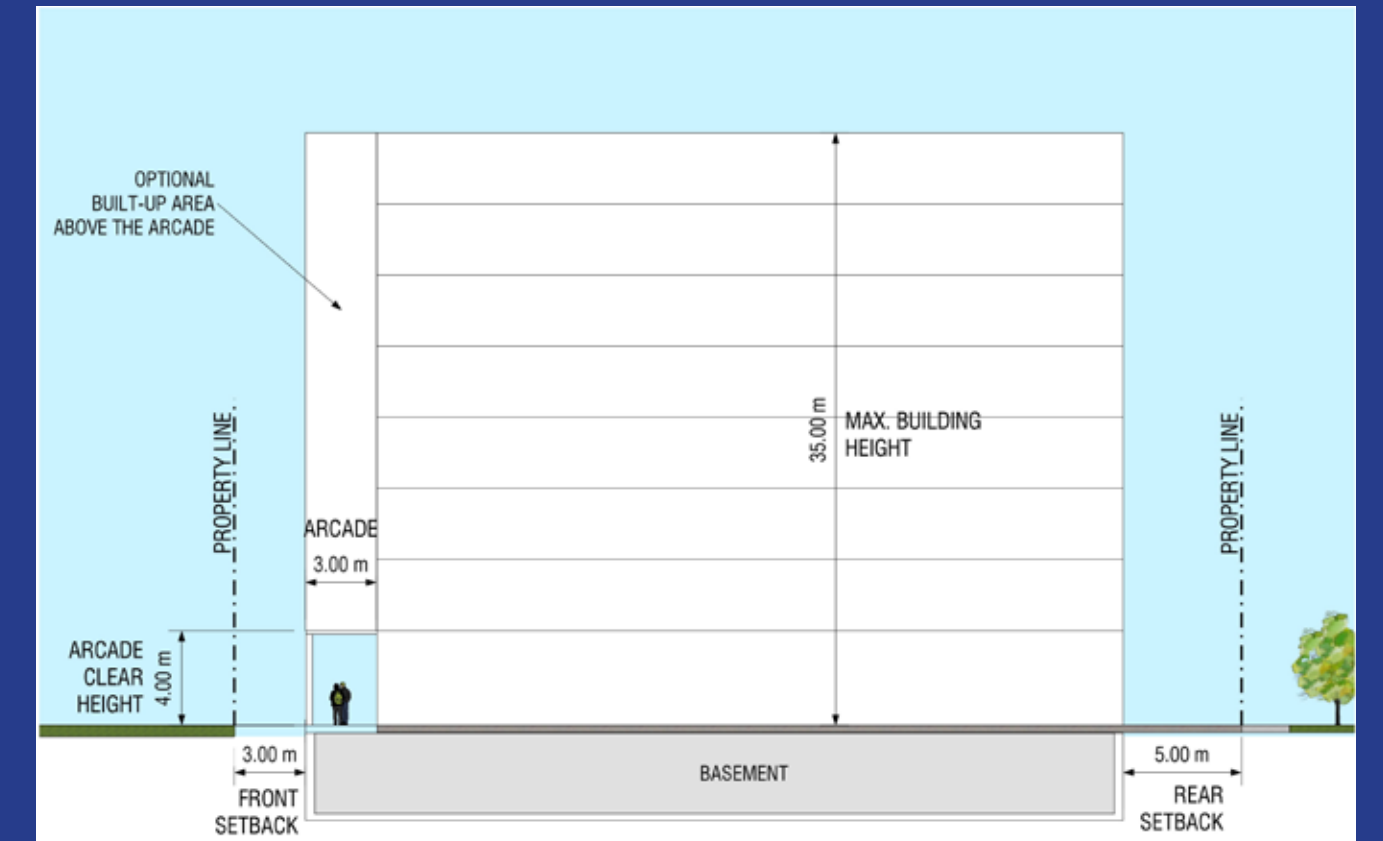 OPTIONAL
BUILT-UP AREA
ABOVE THE ARCADE
PROPERTY LINE
35.00 m
MAX. BUILDING
HEIGHT
PROPERTY LINE
ARCADE
3.00 m
ARCADE
CLEAR
HEIGHT
4.00 m
3.00 m
FRONT
SETBACK
BASEMENT
5.00 m
REAR
SETBACK